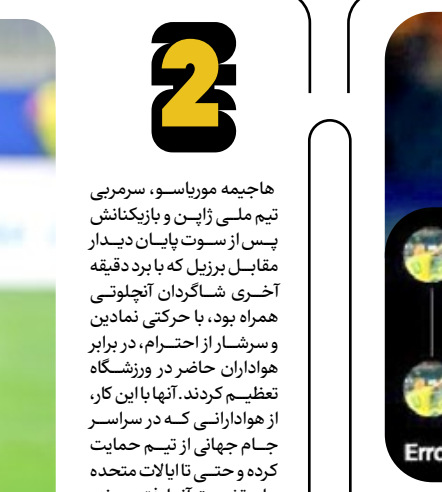 2
هاجیمه موریاسو، سرمربی
تیم ملی ژاپن و بازیکنانش
پس از سوت پایان دیدار
مقابل برزیل که با برد دقیقه
آخری شاگردان آنچلوتی
همراه بود، با حرکتی نمادین
و سرشار از احترام، در برابر
هواداران حاضر در ورزشگاه
تعظیم کردند. آنها با این کار،
از هوادارانی که در سراسر
جام جهانی از تیم حمایت
کرده و حتی تا ایالات متحده